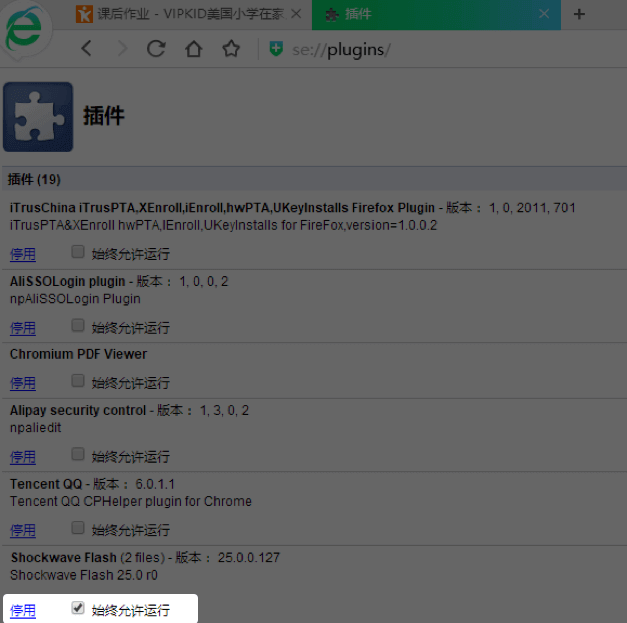 课后作业 - VIPKID美国小学在家
插件
se://plugins/
插件
插件 (19)
iTrusChina iTrusPTA,XEnroll,iEnroll,hwPTA,UKeyInstalls Firefox Plugin - 版本： 1, 0, 2011, 701
iTrusPTA&XEnroll hwPTA,IEnroll,UKeyInstalls for FireFox,version=1.0.0.2
停用 始终允许运行
AliSSOLogin plugin - 版本： 1, 0, 0, 2
npAliSSOLogin Plugin
停用 始终允许运行
Chromium PDF Viewer
停用 始终允许运行
Alipay security control - 版本： 1, 3, 0, 2
npaliedit
停用 始终允许运行
Tencent QQ - 版本： 6.0.1.1
Tencent QQ CPHelper plugin for Chrome
停用 始终允许运行
Shockwave Flash (2 files) - 版本： 25.0.0.127
Shockwave Flash 25.0 r0
停用 始终允许运行